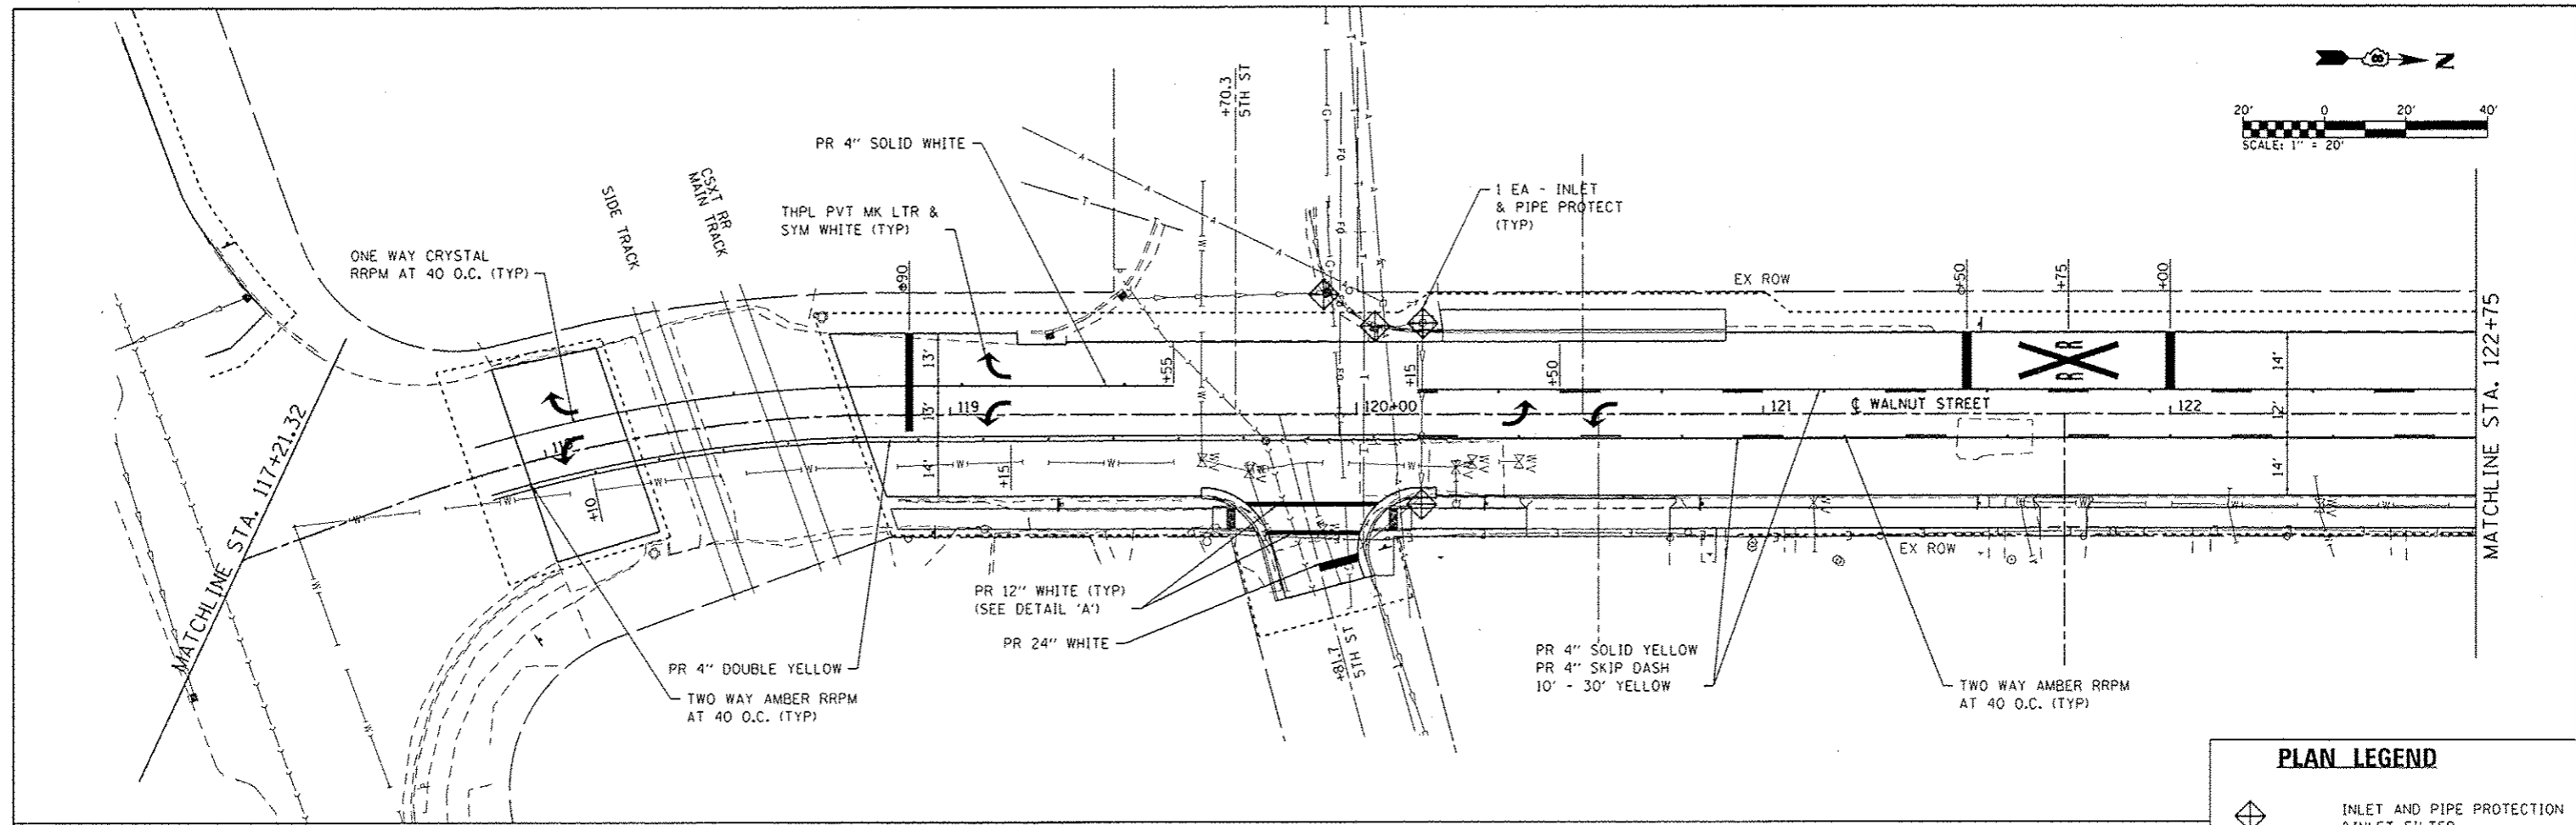 N
20' 0 20' 40'
SCALE: 1" = 20'
+70.3
5TH ST
PR 4" SOLID WHITE
CSXT RR
MAIN TRACK
SIDE TRACK
THPL PVT MK LTR &
SYM WHITE (TYP)
1 EA - INLET
& PIPE PROTECT
(TYP)
ONE WAY CRYSTAL
RRPM AT 40 O.C. (TYP)
EX ROW
+90
+55
+15
+50
+50
+75
+00
13'
13'
14'
119
120+00
121
℄ WALNUT STREET
122
14'
12'
14'
R R
+15
+10
MATCHLINE STA. 117+21.32
MATCHLINE STA. 122+75
EX ROW
PR 12" WHITE (TYP)
(SEE DETAIL 'A')
PR 24" WHITE
+81.7
5TH ST
PR 4" DOUBLE YELLOW
TWO WAY AMBER RRPM
AT 40 O.C. (TYP)
PR 4" SOLID YELLOW
PR 4" SKIP DASH
10' - 30' YELLOW
TWO WAY AMBER RRPM
AT 40 O.C. (TYP)
PLAN LEGEND
INLET AND PIPE PROTECTION